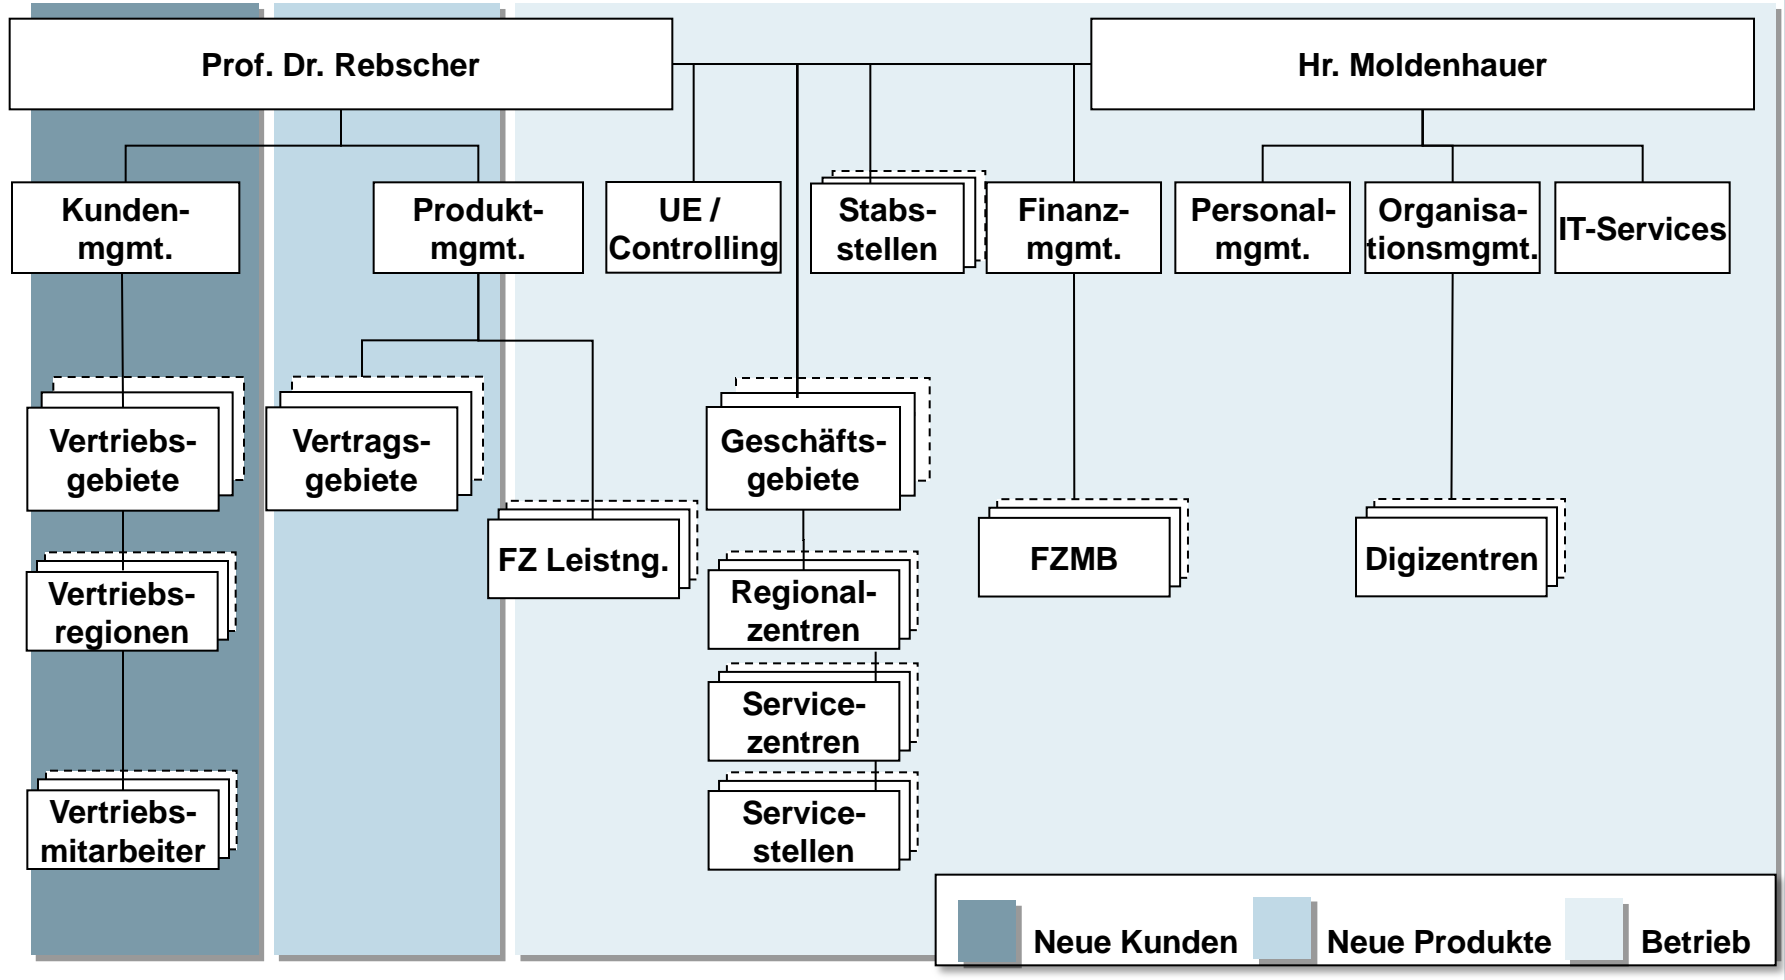 Prof. Dr. Rebscher
Hr. Moldenhauer
Kunden-
mgmt.
Produkt-
mgmt.
UE /
Controlling
Stabs-
stellen
Finanz-
mgmt.
Personal-
mgmt.
Organisa-
tionsmgmt.
IT-Services
Vertriebs-
gebiete
Vertrags-
gebiete
Geschäfts-
gebiete
FZ Leistng.
FZMB
Digizentren
Vertriebs-
regionen
Regional-
zentren
Service-
zentren
Vertriebs-
mitarbeiter
Service-
stellen
Neue Kunden
Neue Produkte
Betrieb